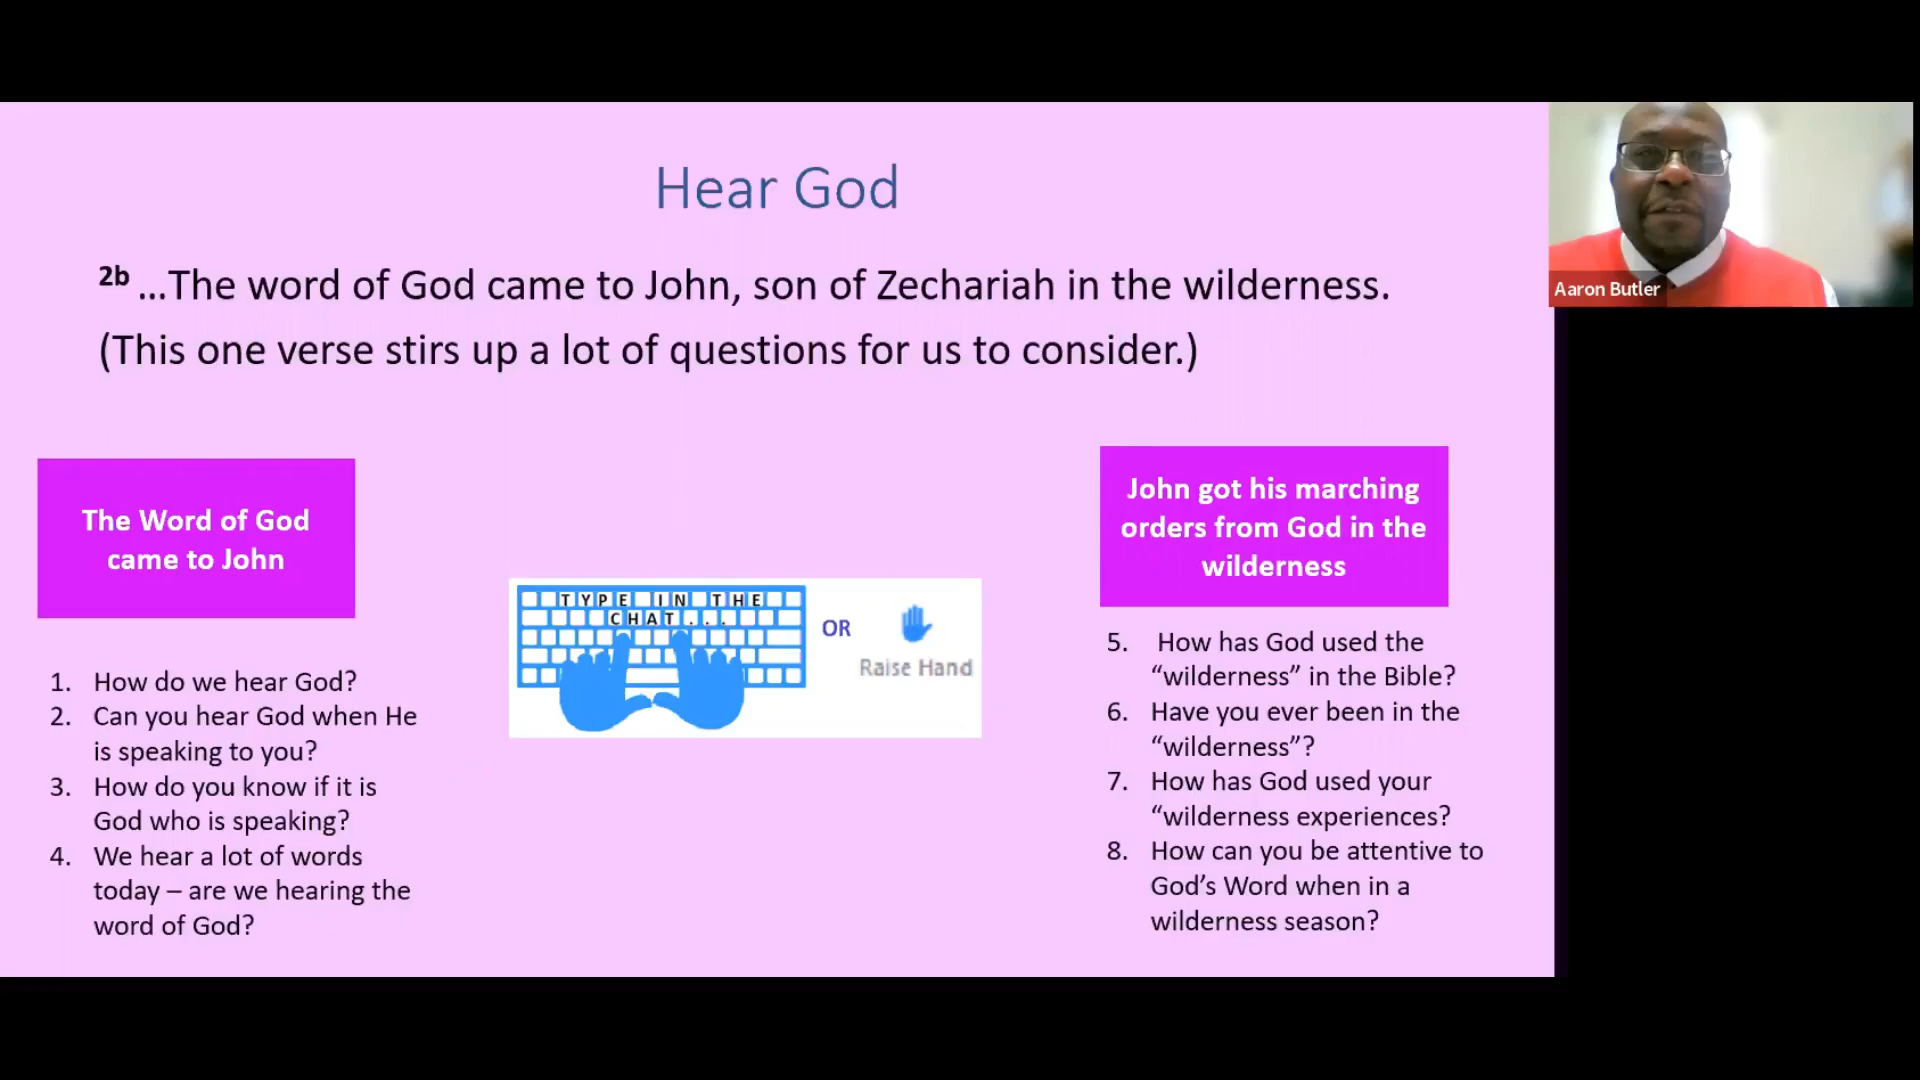 Hear God
2b ...The word of God came to John, son of Zechariah in the wilderness.
(This one verse stirs up a lot of questions for us to consider.)
Aaron Butler
The Word of God
came to John
1. How do we hear God?
2. Can you hear God when He
is speaking to you?
3. How do you know if it is
God who is speaking?
4. We hear a lot of words
today – are we hearing the
word of God?
TYPE IN THE
CHAT...
OR
Raise Hand
John got his marching
orders from God in the
wilderness
5. How has God used the
“wilderness” in the Bible?
6. Have you ever been in the
“wilderness”?
7. How has God used your
“wilderness experiences?
8. How can you be attentive to
God’s Word when in a
wilderness season?